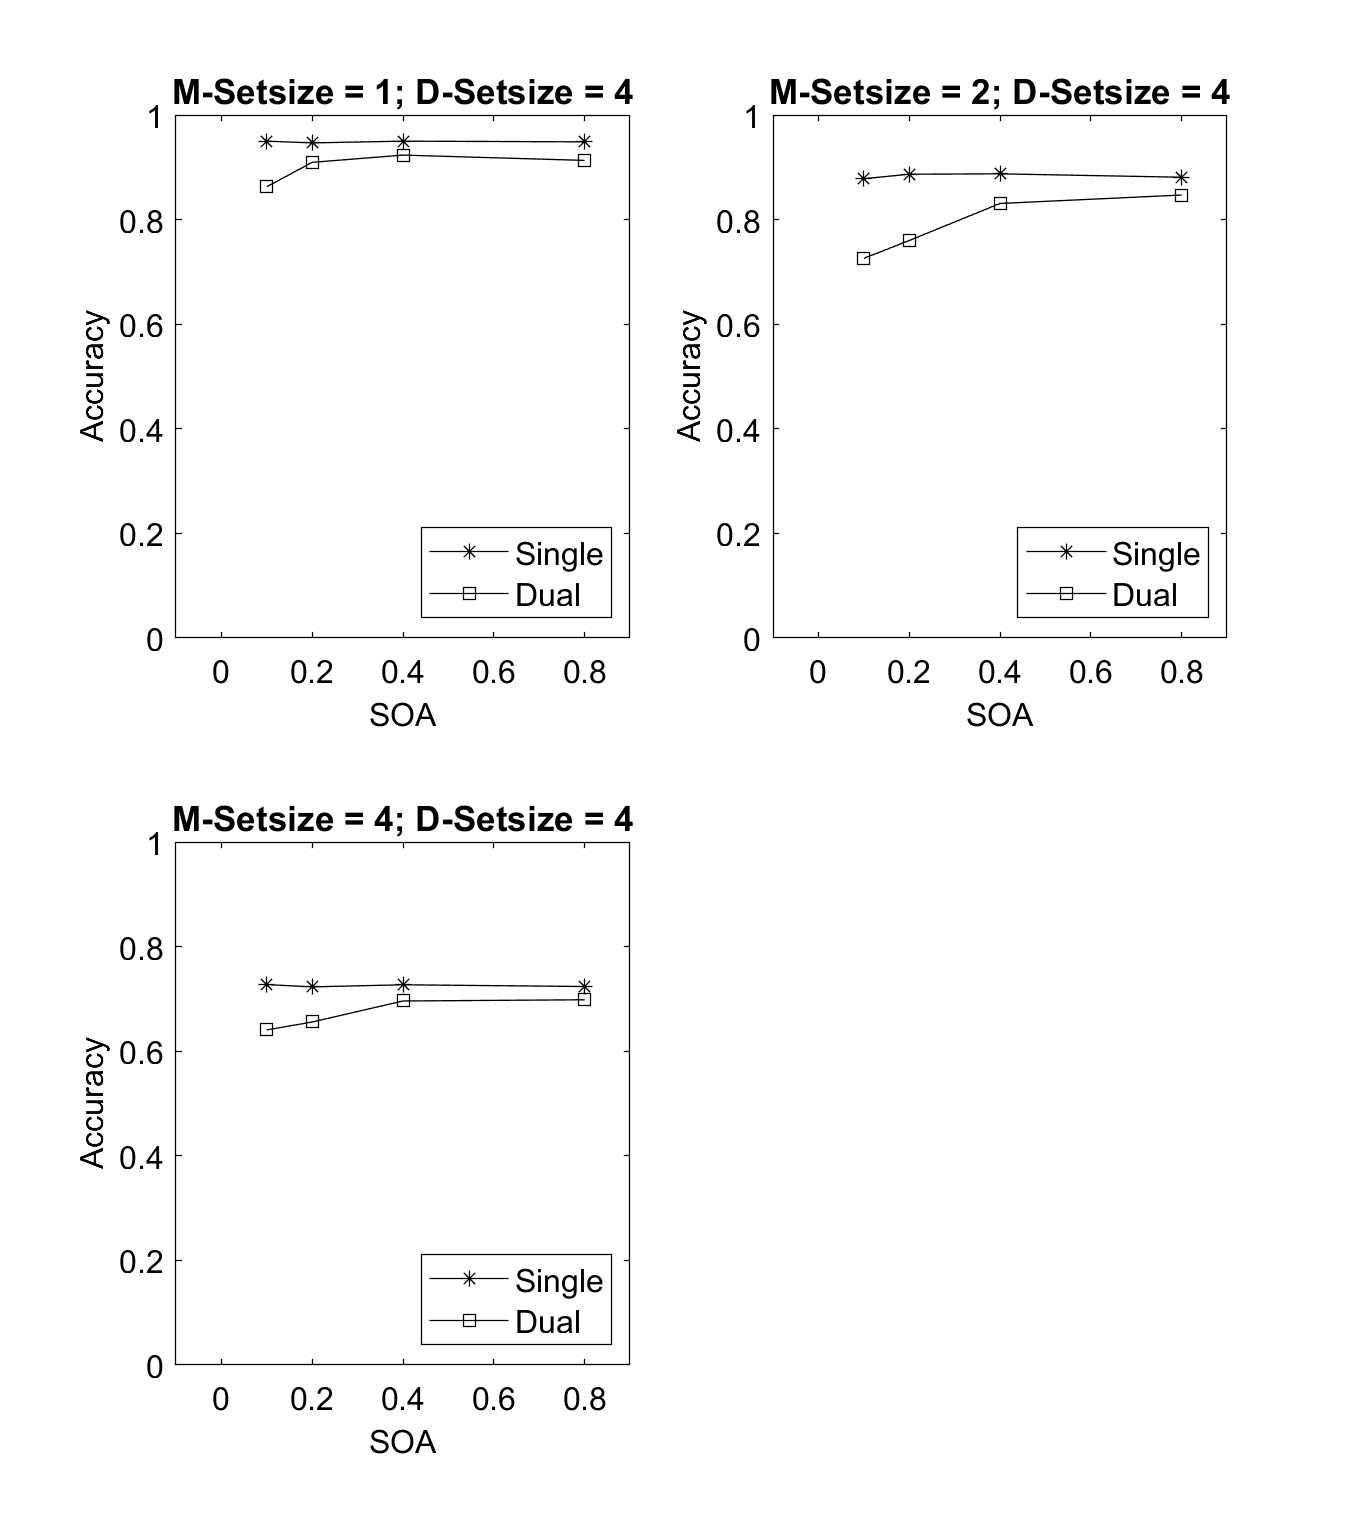 M-Setsize = 1; D-Setsize = 4
1
0.8
0.6
0.4
0.2
0
Accuracy
Single
Dual
0 0.2 0.4 0.6 0.8
SOA
M-Setsize = 2; D-Setsize = 4
1
0.8
0.6
0.4
0.2
0
Accuracy
Single
Dual
0 0.2 0.4 0.6 0.8
SOA
M-Setsize = 4; D-Setsize = 4
1
0.8
0.6
0.4
0.2
0
Accuracy
Single
Dual
0 0.2 0.4 0.6 0.8
SOA